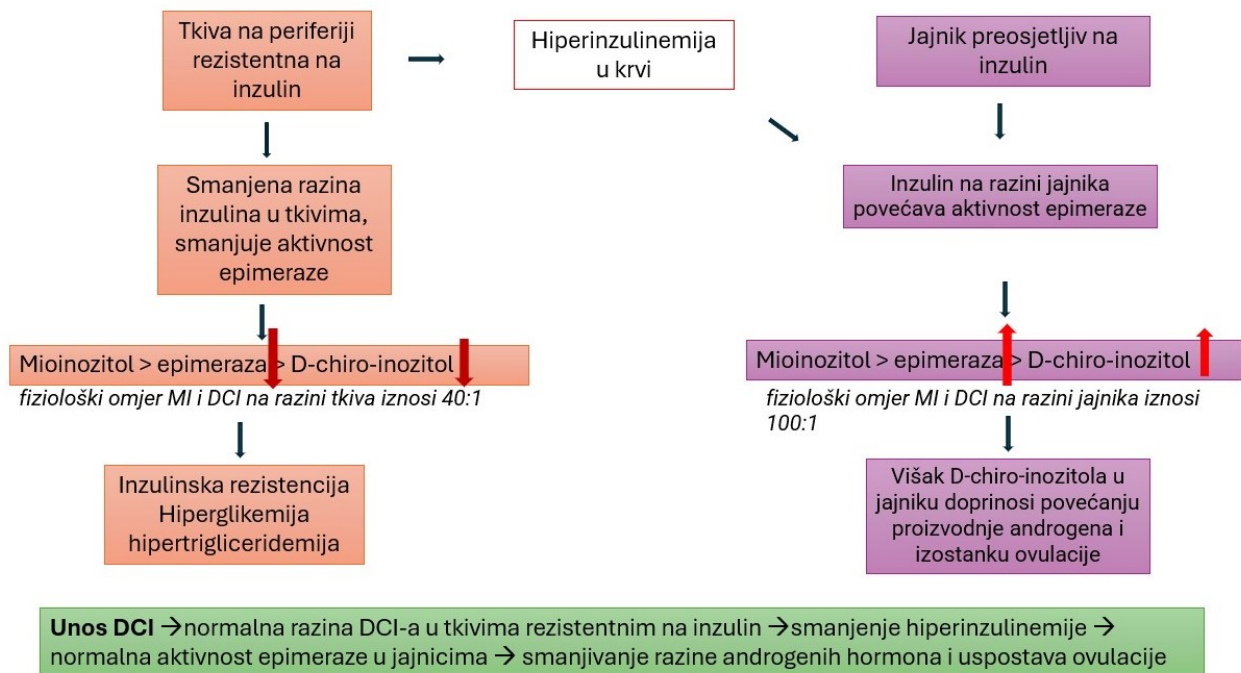 Tkiva na periferiji
rezistentna na
inzulin
Hiperinzulinemija
u krvi
Jajnik preosjetljiv na
inzulin
Smanjena razina
inzulina u tkivima,
smanjuje aktivnost
epimeraze
Inzulin na razini jajnika
povećava aktivnost epimeraze
Mioinozitol > epimeraza > D-chiro-inozitol
fiziološki omjer MI i DCI na razini tkiva iznosi 40:1
Mioinozitol > epimeraza > D-chiro-inozitol
fiziološki omjer MI i DCI na razini jajnika iznosi
100:1
Inzulinska rezistencija
Hiperglikemija
hipertrigliceridemija
Višak D-chiro-inozitola u
jajniku doprinosi povećanju
proizvodnje androgena i
izostanku ovulacije
Unos DCI →normalna razina DCI-a u tkivima rezistentnim na inzulin →smanjenje hiperinzulinemije →
normalna aktivnost epimeraze u jajnicima → smanjivanje razine androgenih hormona i uspostava ovulacije